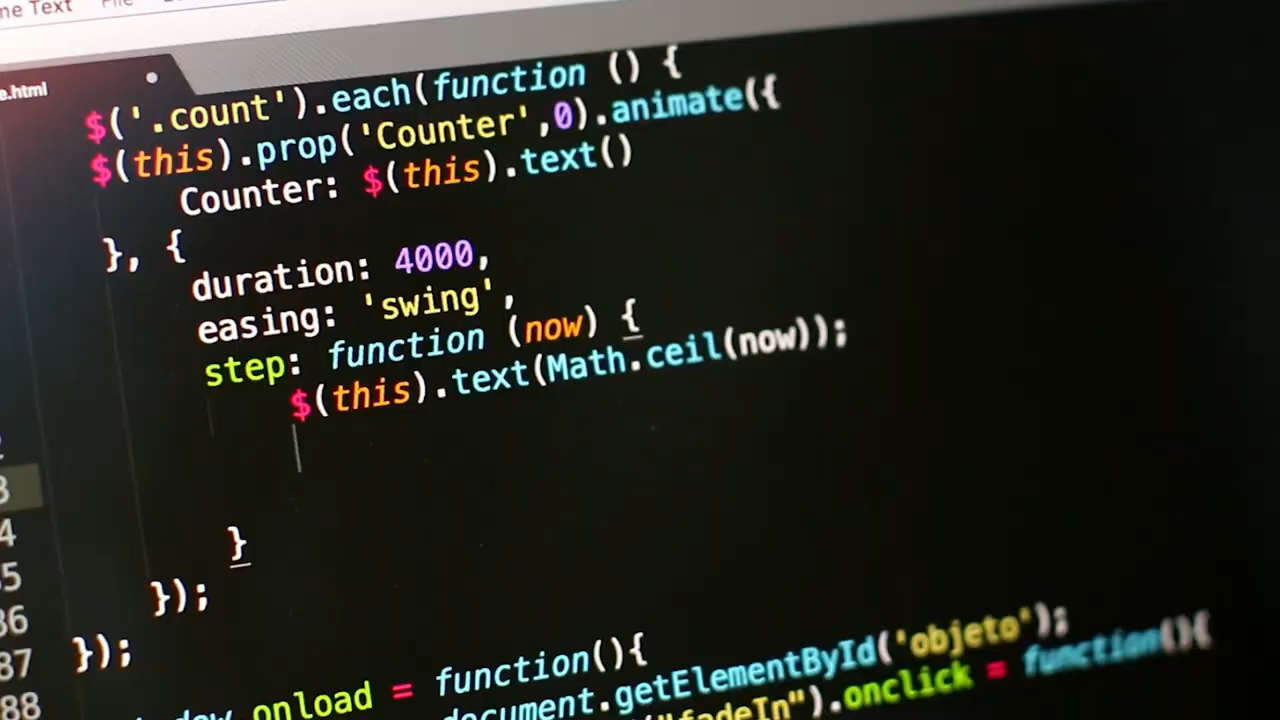 Text File
e.html
$('.count').each(function () {
$(this).prop('Counter',0).animate({
Counter: $(this).text()
}, {
duration: 4000,
easing: 'swing',
step: function (now) {
$(this).text(Math.ceil(now));
}
});
});
onload = function(){
document.getElementById('objeto');
"fadeIn").onclick = function(){
3
4
5
86
87
88